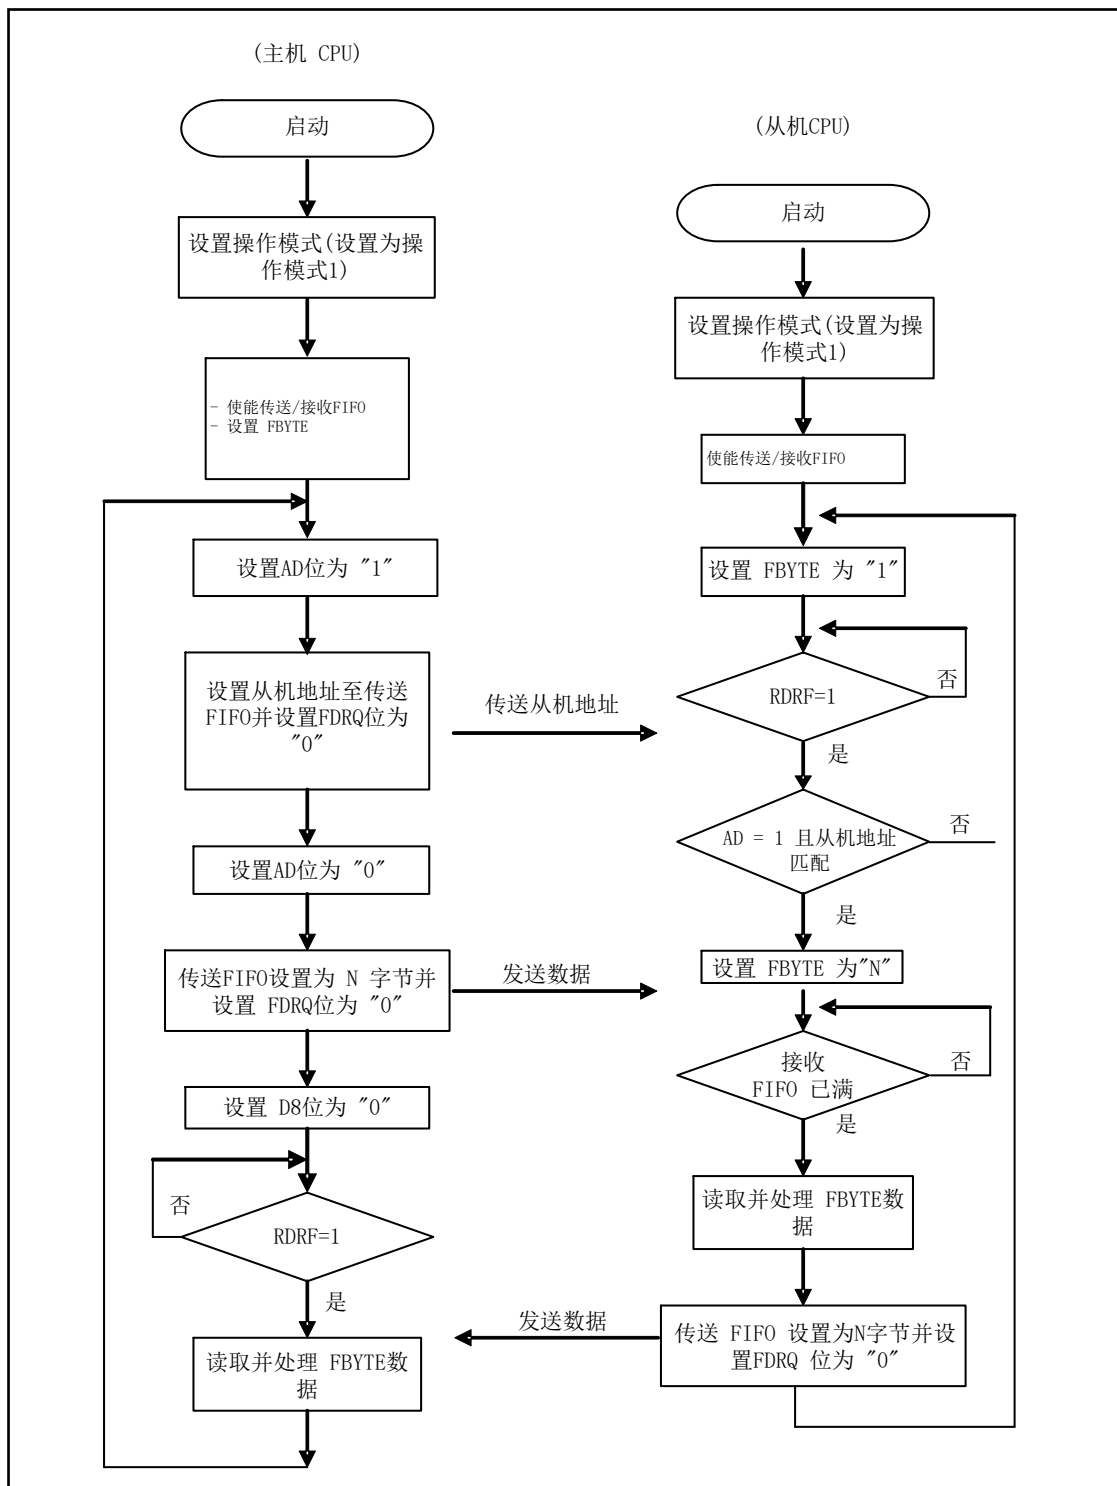 (主机 CPU)
启动
设置操作模式(设置为操
作模式1)
- 使能传送/接收FIFO
- 设置 FBYTE
设置AD位为 "1"
设置从机地址至传送
FIFO并设置FDRQ位为
"0"
传送从机地址
设置AD位为 "0"
传送FIFO设置为 N 字节并
设置 FDRQ位为 "0"
发送数据
设置 D8位为 "0"
否
RDRF=1
是
读取并处理 FBYTE数
据
(从机CPU)
启动
设置操作模式(设置为操
作模式1)
使能传送/接收FIFO
设置 FBYTE 为 "1"
RDRF=1
否
是
AD = 1 且从机地址
匹配
否
是
设置 FBYTE 为"N"
接收
FIFO 已满
否
是
读取并处理 FBYTE数
据
发送数据
传送 FIFO 设置为N字节并设
置FDRQ 位为 "0"